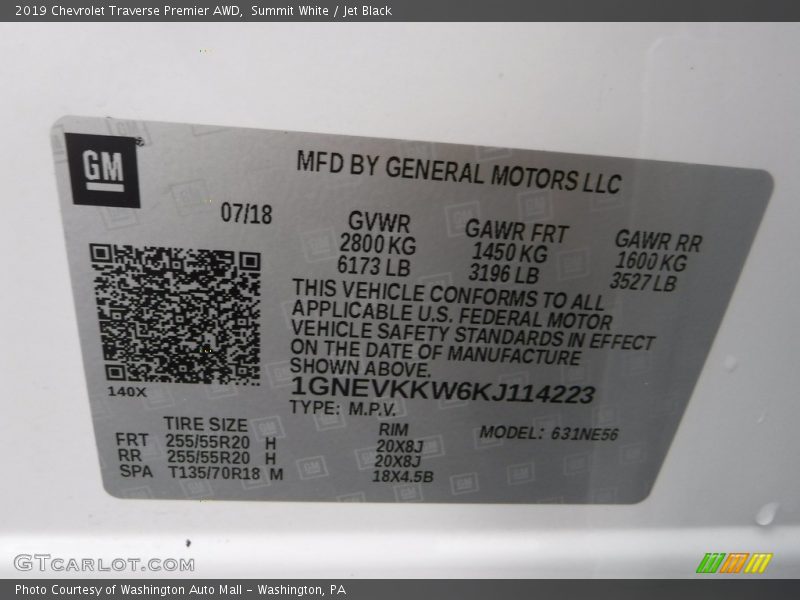 2019 Chevrolet Traverse Premier AWD, Summit White / Jet Black
GM
MFD BY GENERAL MOTORS LLC
07/18
GVWR GAWR FRT GAWR RR
2800 KG 1450 KG 1600 KG
6173 LB 3196 LB 3527 LB
THIS VEHICLE CONFORMS TO ALL
APPLICABLE U.S. FEDERAL MOTOR
VEHICLE SAFETY STANDARDS IN EFFECT
ON THE DATE OF MANUFACTURE
SHOWN ABOVE.
140X
1GNEVKKW6KJ114223
TYPE: M.P.V.
TIRE SIZE RIM MODEL: 631NE56
FRT 255/55R20 H 20X8J
RR 255/55R20 H 20X8J
SPA T135/70R18 M 18X4.5B
GTCARLOT.COM
Photo Courtesy of Washington Auto Mall - Washington, PA